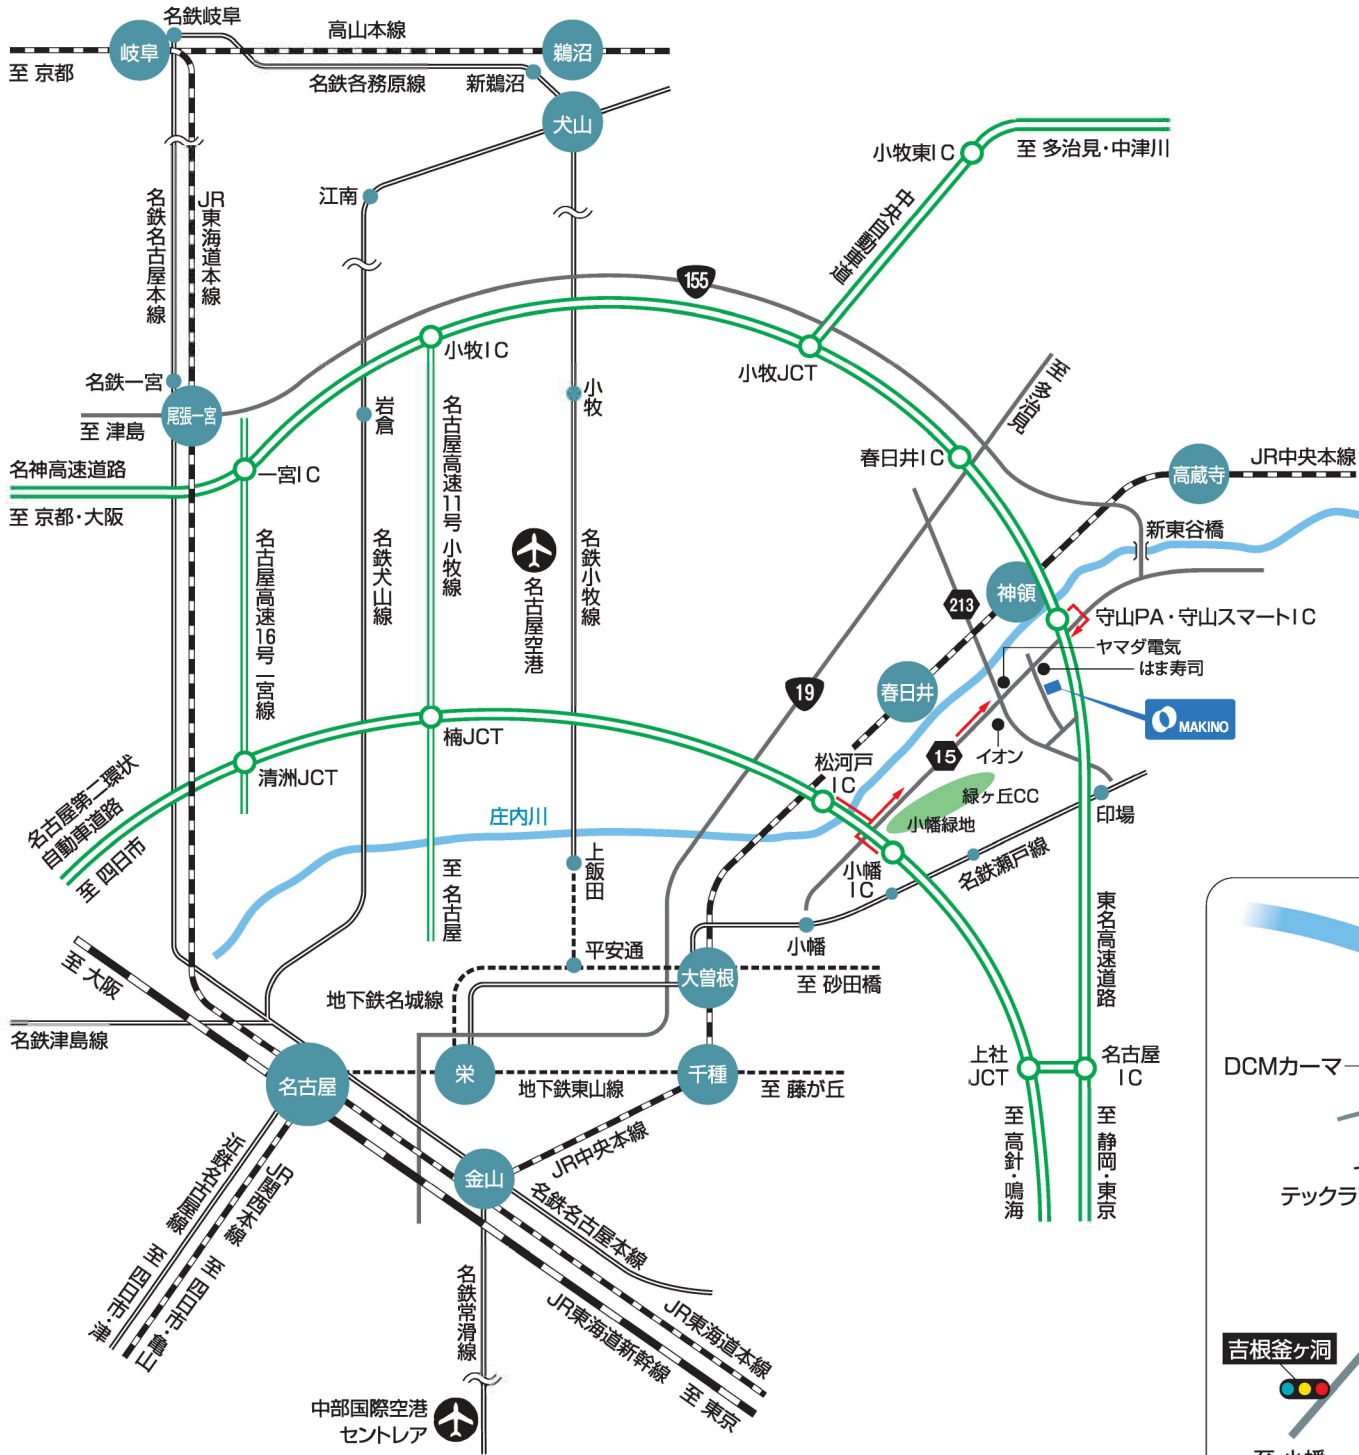 名鉄岐阜
高山本線
岐阜
鵜沼
至 京都
名鉄各務原線
新鵜沼
犬山
小牧東IC
至 多治見・中津川
江南
中央自動車道
名鉄名古屋本線
JR東海道本線
155
小牧IC
小牧JCT
至 多治見
名鉄一宮
尾張一宮
小牧
至 津島
岩倉
名古屋高速11号 小牧線
春日井IC
高蔵寺
JR中央本線
名神高速道路
一宮IC
至 京都・大阪
新東谷橋
名古屋高速16号 一宮線
名鉄犬山線
名古屋空港
名鉄小牧線
神領
213
守山PA・守山スマートIC
ヤマダ電気
はま寿司
19
春日井
MAKINO
楠JCT
15
イオン
清洲JCT
松河戸
IC
緑ヶ丘CC
名古屋第二環状
自動車道路
庄内川
小幡緑地
印場
至 四日市
上飯田
小幡
IC
名鉄瀬戸線
至 名古屋
東名高速道路
平安通
小幡
至 大阪
地下鉄名城線
大曽根
至 砂田橋
名鉄津島線
名古屋
栄
地下鉄東山線
千種
至 藤が丘
上社
JCT
名古屋
IC
DCMカーマ
至 高針・鳴海
至 静岡・東京
JR中央本線
近鉄名古屋線 至 四日市・津
JR関西本線 至 四日市・亀山
金山
名鉄名古屋本線
テックラ
名鉄常滑線
JR東海道新幹線 至 東京
JR東海道本線
吉根釜ヶ洞
中部国際空港
セントレア